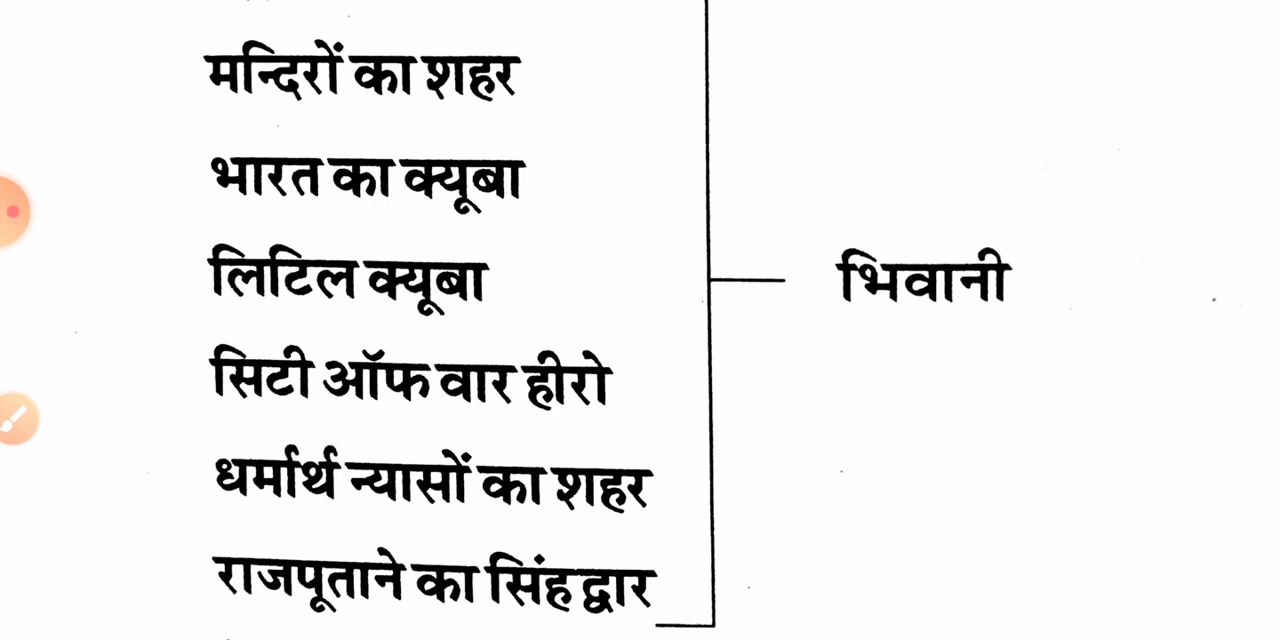 मन्दिरों का शहर
भारत का क्यूबा
लिटिल क्यूबा
भिवानी
सिटी ऑफ वार हीरो
धर्मार्थ न्यासों का शहर
राजपूताने का सिंह द्वार